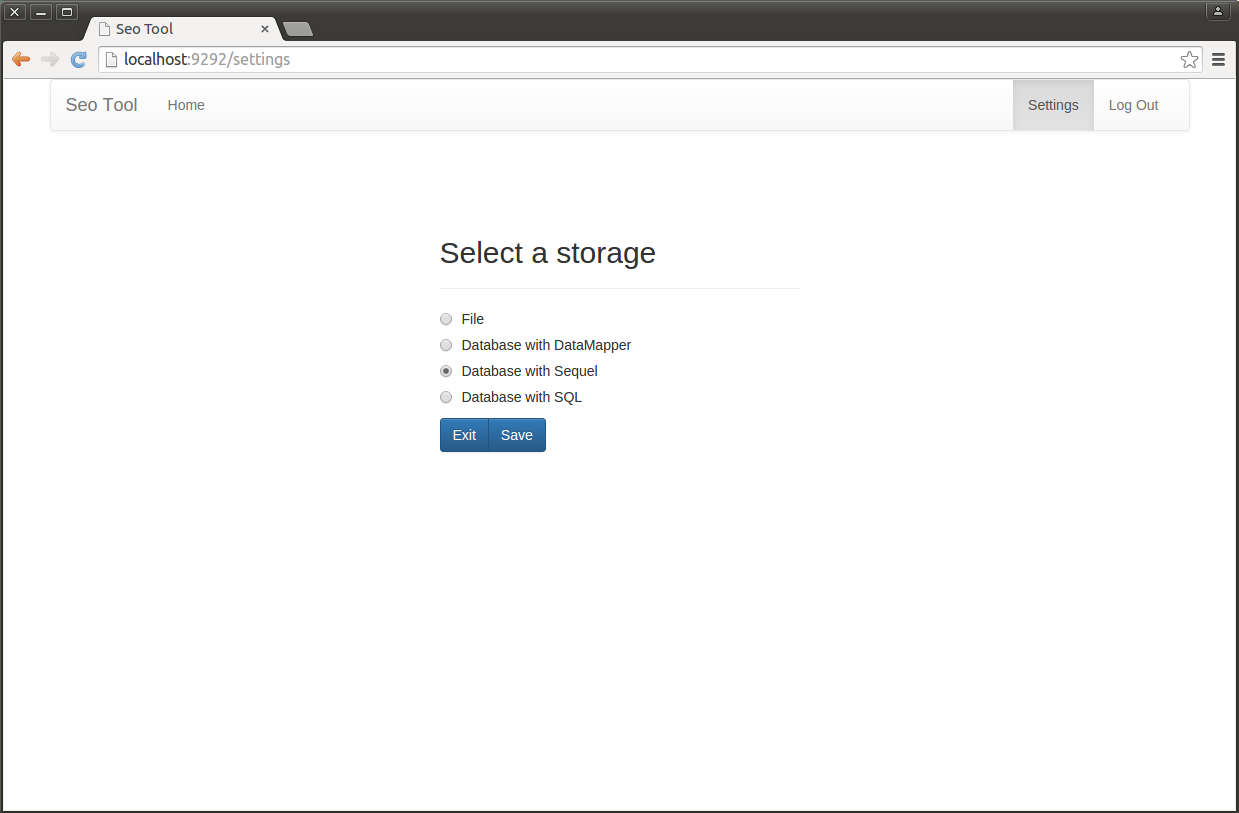 Seo Tool
localhost:9292/settings
Seo Tool Home Settings Log Out
Select a storage
File
Database with DataMapper
Database with Sequel
Database with SQL
Exit Save